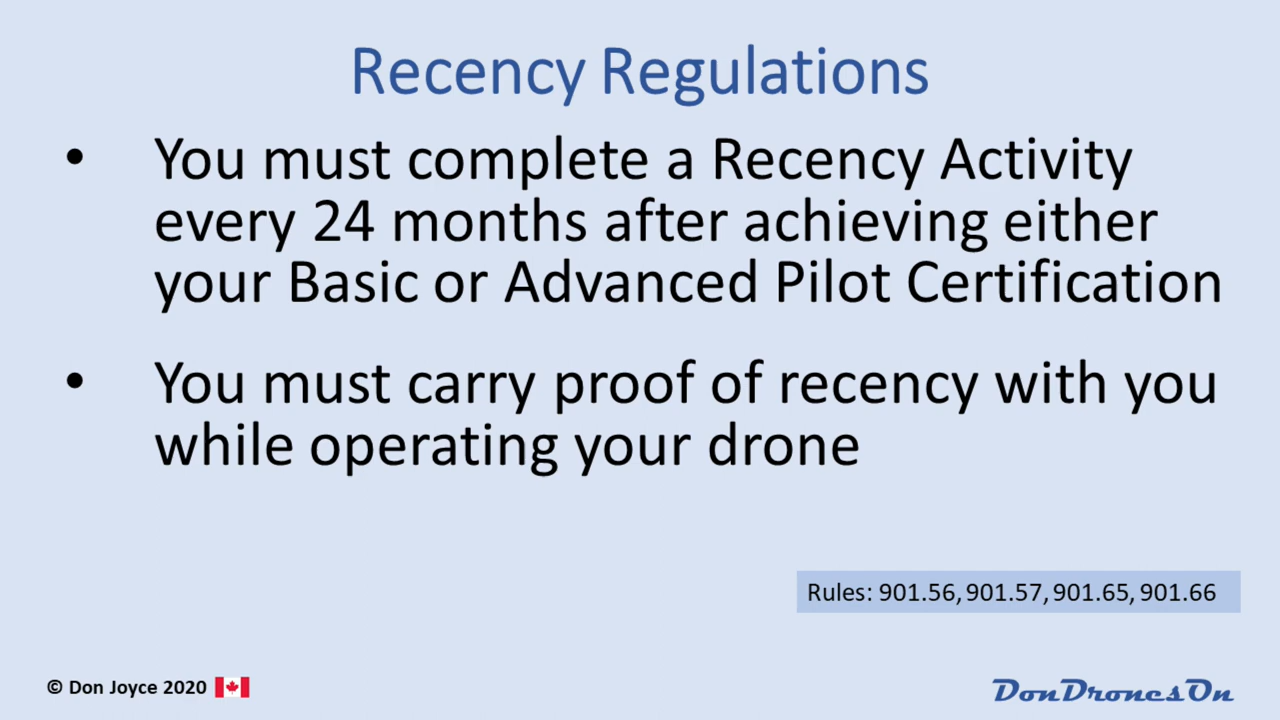 Recency Regulations
• You must complete a Recency Activity
every 24 months after achieving either
your Basic or Advanced Pilot Certification
• You must carry proof of recency with you
while operating your drone
Rules: 901.56, 901.57, 901.65, 901.66
© Don Joyce 2020
DonDronesOn